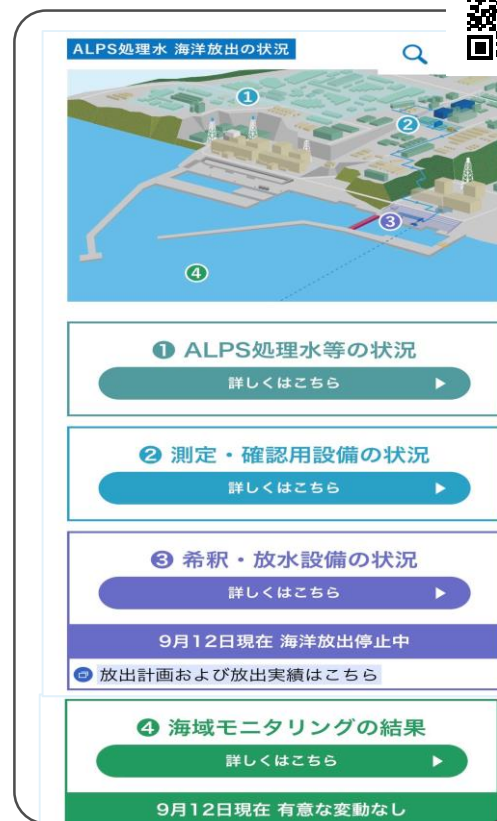 ALPS処理水 海洋放出の状況
1
2
3
4
❶ ALPS処理水等の状況
詳しくはこちら ▶
❷ 測定・確認用設備の状況
詳しくはこちら ▶
❸ 希釈・放水設備の状況
詳しくはこちら ▶
9月12日現在 海洋放出停止中
放出計画および放出実績はこちら
❹ 海域モニタリングの結果
詳しくはこちら ▶
9月12日現在 有意な変動なし